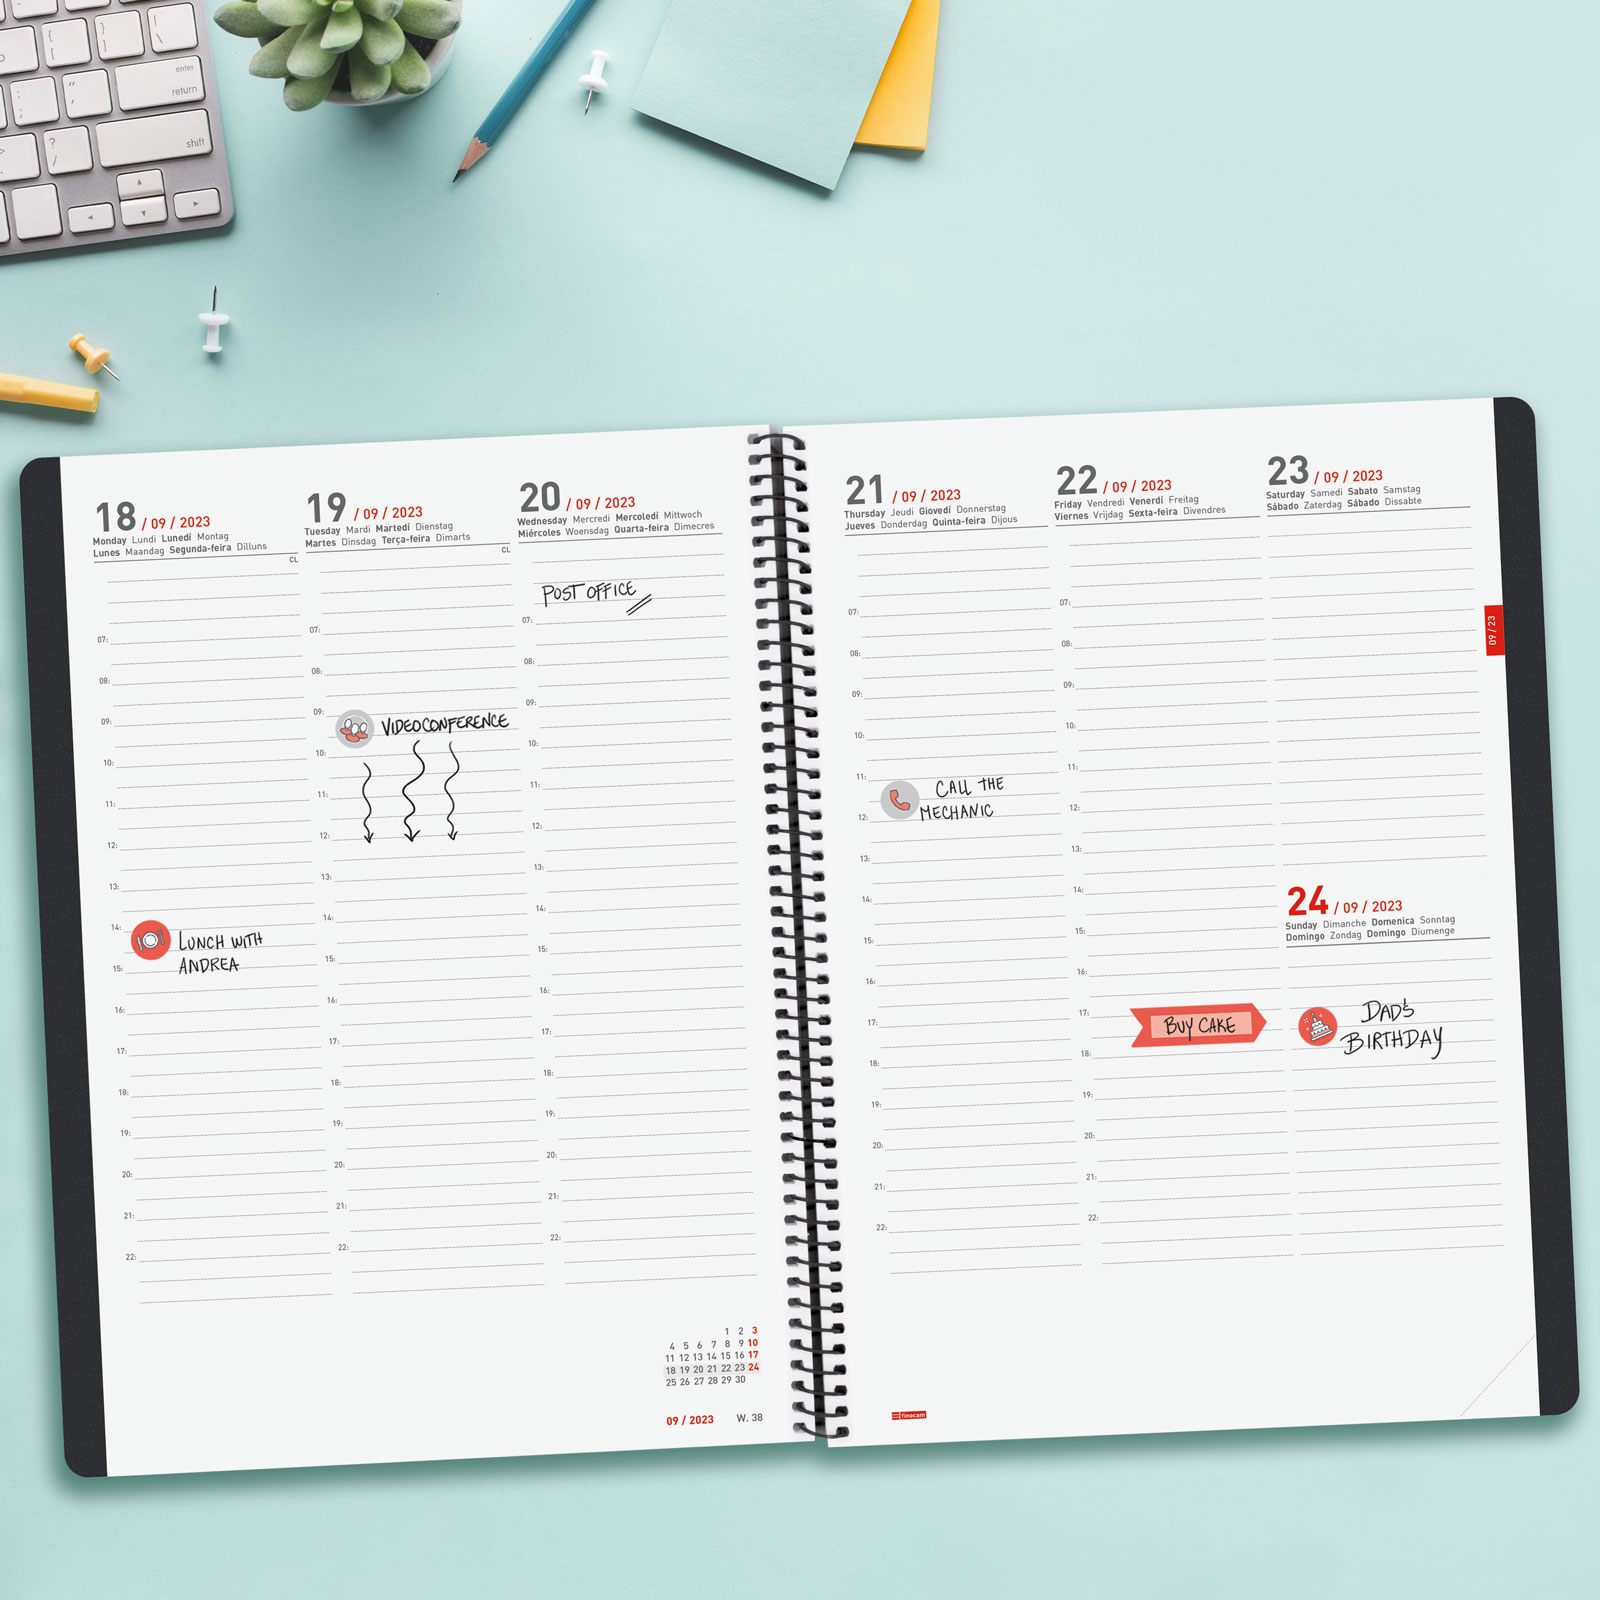 { [
} ]
| \
enter
return
: ;
" '
shift
? /
18 / 09 / 2023
Monday Lundi Lunedí Montag
Lunes Maandag Segunda-feira Dilluns
CL
07:
08:
09:
10:
11:
12:
13:
14:
LUNCH WITH
ANDREA
15:
16:
17:
18:
19:
20:
21:
22:
19 / 09 / 2023
Tuesday Mardi Martedí Dienstag
Martes Dinsdag Terça-feira Dimarts
CL
07:
08:
09:
VIDEOCONFERENCE
10:
11:
12:
13:
14:
15:
16:
17:
18:
19:
20:
21:
22:
20 / 09 / 2023
Wednesday Mercredi Mercoledí Mittwoch
Miércoles Woensdag Quarta-feira Dimecres
POST OFFICE
07:
08:
09:
10:
11:
12:
13:
14:
15:
16:
17:
18:
19:
20:
21:
22:
1 2 3
4 5 6 7 8 9 10
11 12 13 14 15 16 17
18 19 20 21 22 23 24
25 26 27 28 29 30
09 / 2023 W. 38
21 / 09 / 2023
Thursday Jeudi Giovedí Donnerstag
Jueves Donderdag Quinta-feira Dijous
07:
08:
09:
10:
11:
CALL THE
MECHANIC
12:
13:
14:
15:
16:
17:
18:
19:
20:
21:
22:
finocam
22 / 09 / 2023
Friday Vendredi Venerdí Freitag
Viernes Vrijdag Sexta-feira Divendres
07:
08:
09:
10:
11:
12:
13:
14:
15:
16:
17:
BUY CAKE
18:
19:
20:
21:
22:
23 / 09 / 2023
Saturday Samedi Sabato Samstag
Sábado Zaterdag Sábado Dissabte
09 / 23
24 / 09 / 2023
Sunday Dimanche Domenica Sonntag
Domingo Zondag Domingo Diumenge
DAD'S
BIRTHDAY